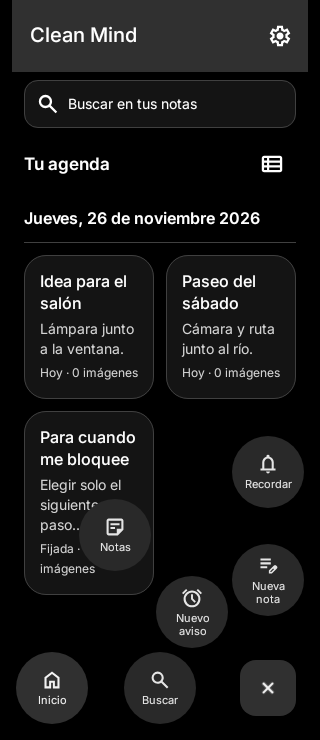 Clean Mind
Buscar en tus notas
Tu agenda
Jueves, 26 de noviembre 2026
Idea para el
salón
Lámpara junto
a la ventana.
Hoy · 0 imágenes
Paseo del
sábado
Cámara y ruta
junto al río.
Hoy · 0 imágenes
Para cuando
me bloquee
Elegir solo el
siguiente
paso..
Fijada ·
imágenes
Recordar
Notas
Nueva
nota
Nuevo
aviso
Inicio
Buscar